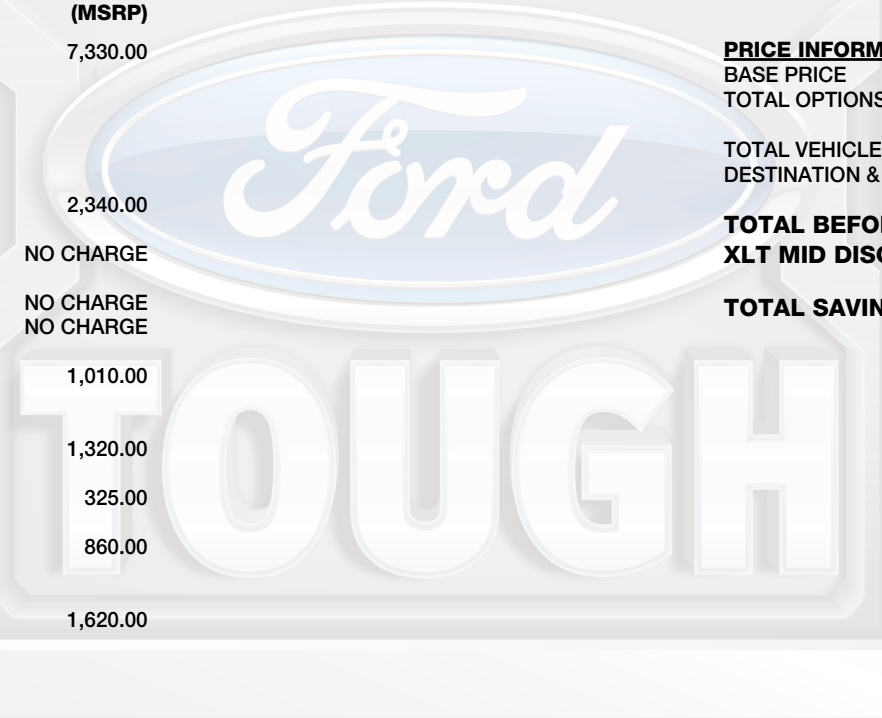 (MSRP)
7,330.00
2,340.00
NO CHARGE
NO CHARGE
NO CHARGE
1,010.00
1,320.00
325.00
860.00
1,620.00
PRICE INFORM
BASE PRICE
TOTAL OPTIONS
TOTAL VEHICLE
DESTINATION &
TOTAL BEFO
XLT MID DISC
TOTAL SAVIN
Ford
TOUGH